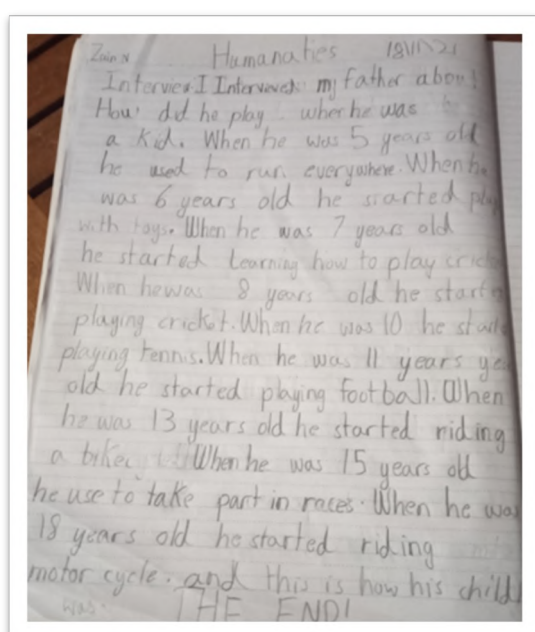 Zain N Humanaties 18/11/21
Interview I Interviewed my father about
How did he play when he was
a kid. When he was 5 years old
he used to run everywhere. When he
was 6 years old he started play
with toys. When he was 7 years old
he started learning how to play cric
When he was 8 years old he starte
playing cricket. When he was 10 he starte
playing tennis. When he was 11 years ye
old he started playing football. When
he was 13 years old he started riding
a bike. When he was 15 years old
he use to take part in races. When he was
18 years old he started riding
motor cycle. and this is how his child
was. THE END!